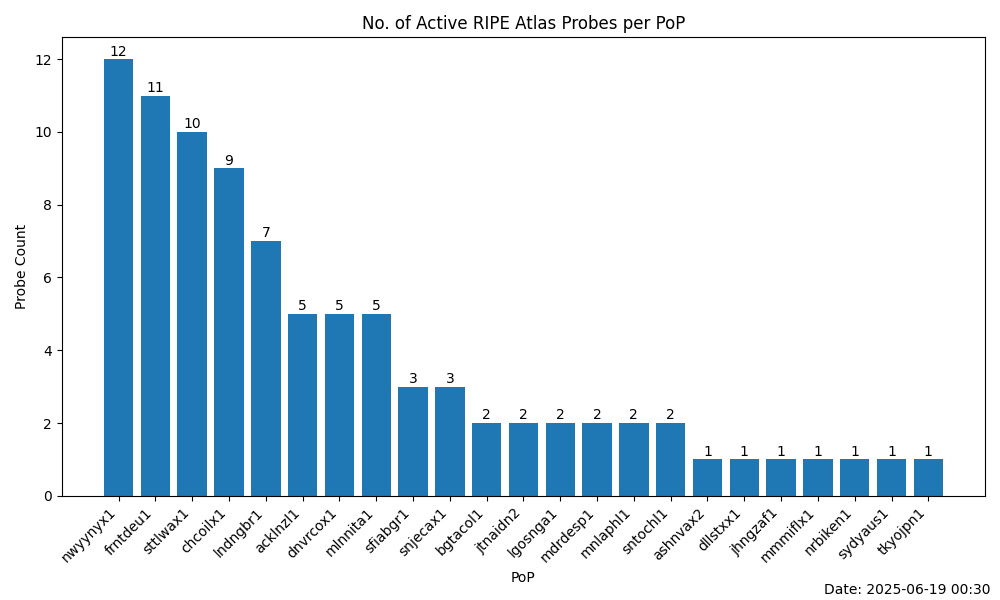 No. of Active RIPE Atlas Probes per PoP
Probe Count
12
10
8
6
4
2
0
12
11
10
9
7
5
5
5
3
3
2
2
2
2
2
2
1
1
1
1
1
1
1
nwyynyx1
frntdeu1
sttlwax1
chcoilx1
lndngbr1
acklnzl1
dnvrcox1
mlnnita1
sfiabgr1
snjecax1
bgtacol1
jtnaidn2
lgosnga1
mdrdesp1
mnlaphl1
sntochl1
ashnvax2
dllstxx1
jhngzaf1
mmmiflx1
nrbiken1
sydyaus1
tkyojpn1
PoP
Date: 2025-06-19 00:30